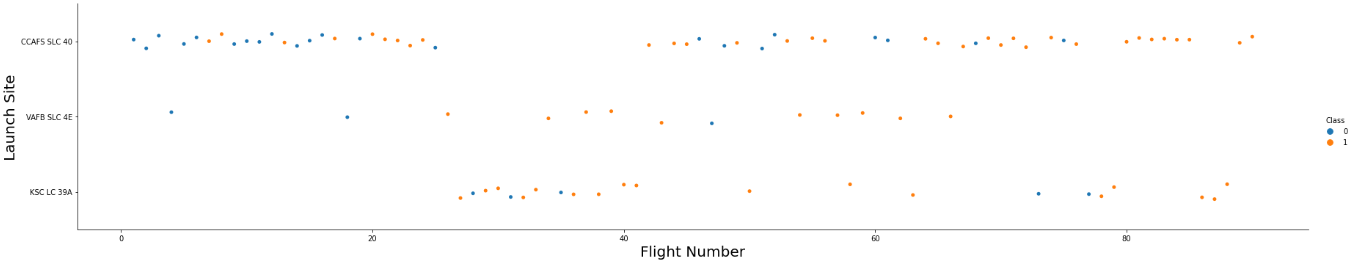 CCAFS SLC 40
VAFB SLC 4E
KSC LC 39A
Launch Site
0
20
40
60
80
Flight Number
Class
0
1